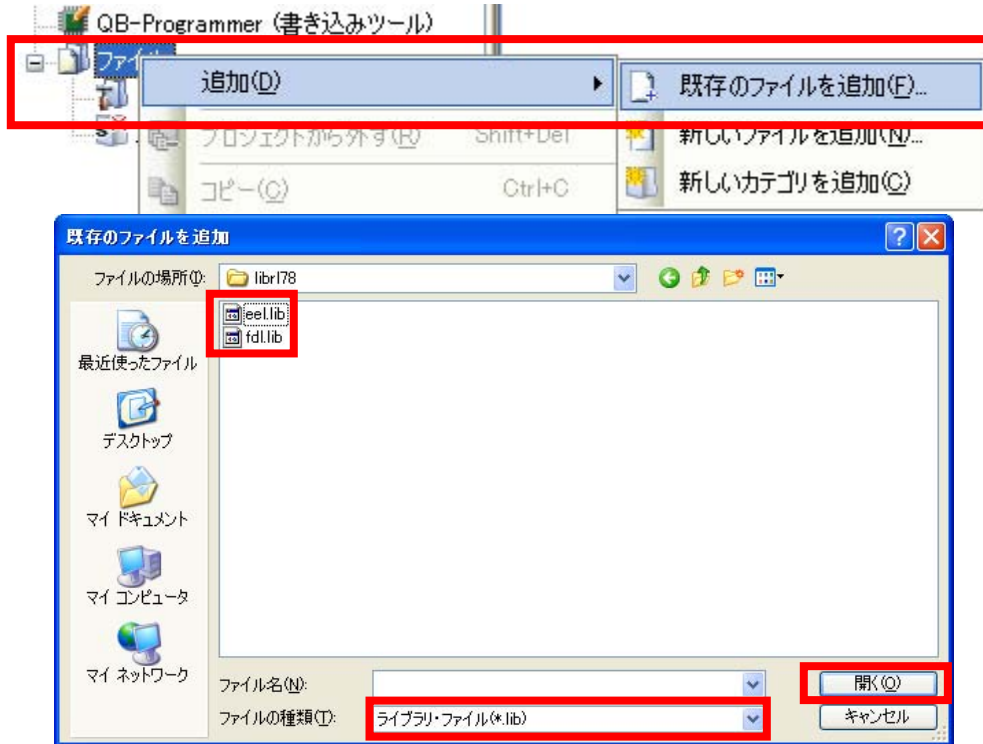 QB-Programmer (書き込みツール)
ファイル
追加(D)
既存のファイルを追加(F)...
プロジェクトから外す(R) Shift+Del
新しいファイルを追加(N)...
コピー(C) Ctrl+C
新しいカテゴリを追加(C)
既存のファイルを追加
ファイルの場所(I):
librl78
eel.lib
fdl.lib
最近使ったファイル
デスクトップ
マイ ドキュメント
マイ コンピュータ
マイ ネットワーク
ファイル名(N):
開く(O)
ファイルの種類(T):
ライブラリ・ファイル(*.lib)
キャンセル